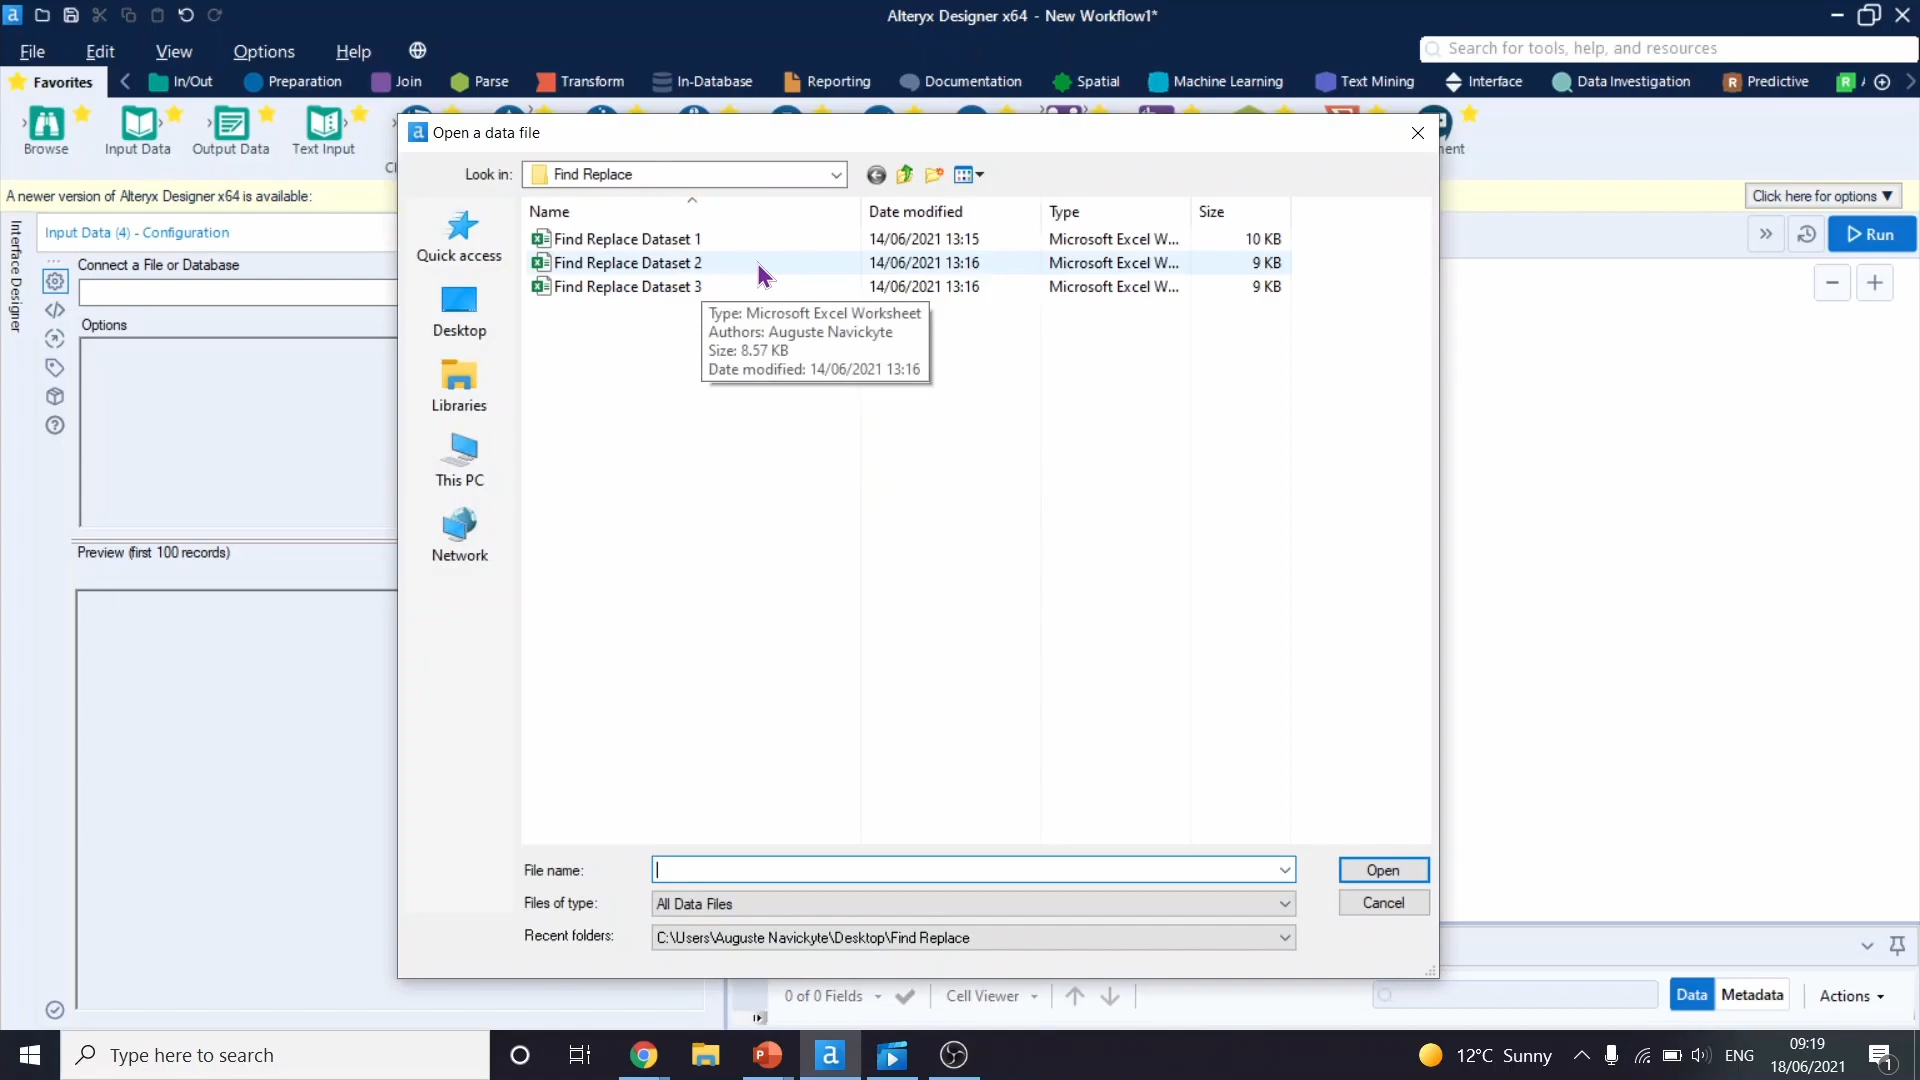 Alteryx Designer x64 - New Workflow1*
File Edit View Options Help
Search for tools, help, and resources
Favorites In/Out Preparation Join Parse Transform In-Database Reporting Documentation Spatial Machine Learning Text Mining Interface Data Investigation Predictive
Browse Input Data Output Data Text Input
A newer version of Alteryx Designer x64 is available:
Click here for options ▼
Interface Designer
Input Data (4) - Configuration
Run
Connect a File or Database
Options
Preview (first 100 records)
Open a data file
Look in: Find Replace
Quick access
Desktop
Libraries
This PC
Network
Name Date modified Type Size
Find Replace Dataset 1 14/06/2021 13:15 Microsoft Excel W... 10 KB
Find Replace Dataset 2 14/06/2021 13:16 Microsoft Excel W... 9 KB
Find Replace Dataset 3 14/06/2021 13:16 Microsoft Excel W... 9 KB
Type: Microsoft Excel Worksheet
Authors: Auguste Navickyte
Size: 8.57 KB
Date modified: 14/06/2021 13:16
File name: Open
Files of type: All Data Files Cancel
Recent folders: C:\Users\Auguste Navickyte\Desktop\Find Replace
0 of 0 Fields Cell Viewer Data Metadata Actions
Type here to search
12°C Sunny ENG
09:19
18/06/2021
1